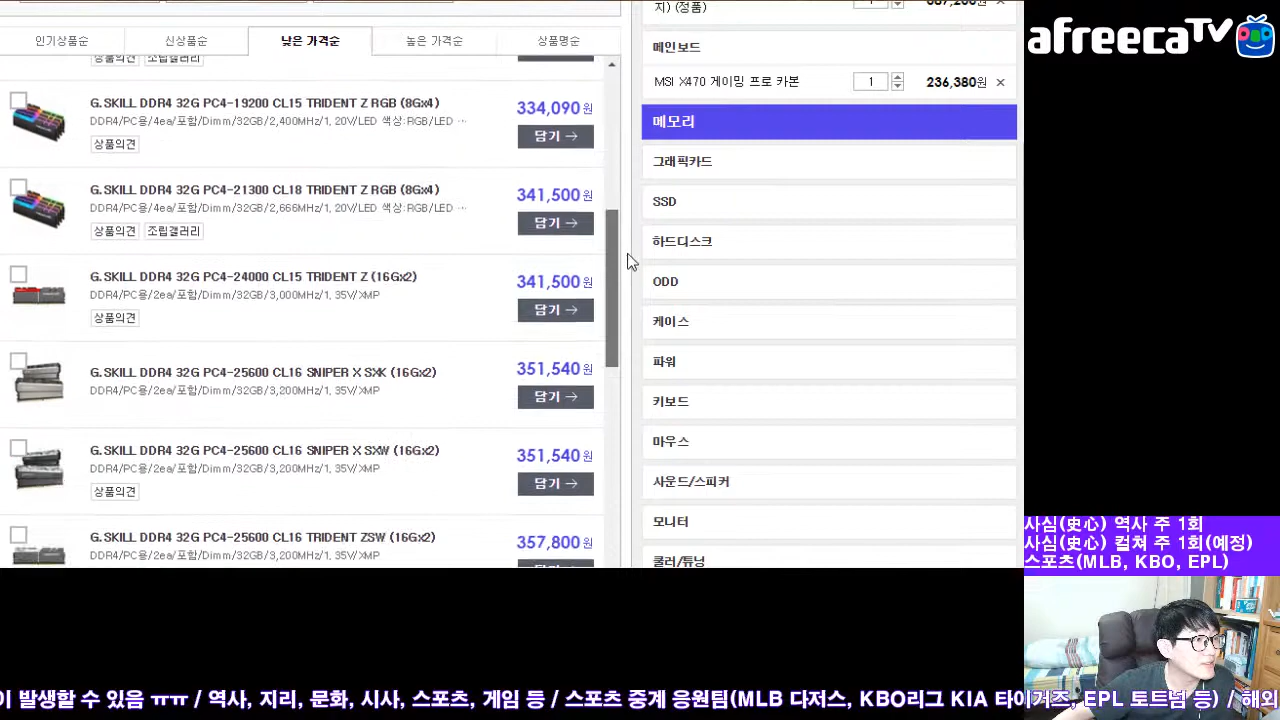 인기상품순
신상품순
낮은 가격순
높은 가격순
상품명순
상품의견 조립갤러리
G.SKILL DDR4 32G PC4-19200 CL15 TRIDENT Z RGB (8Gx4)
DDR4/PC용/4ea/포함/Dimm/32GB/2,400MHz/1, 20V/LED 색상:RGB/LED ···
상품의견
334,090원
담기 →
G.SKILL DDR4 32G PC4-21300 CL18 TRIDENT Z RGB (8Gx4)
DDR4/PC용/4ea/포함/Dimm/32GB/2,666MHz/1, 20V/LED 색상:RGB/LED ···
상품의견 조립갤러리
341,500원
담기 →
G.SKILL DDR4 32G PC4-24000 CL15 TRIDENT Z (16Gx2)
DDR4/PC용/2ea/포함/Dimm/32GB/3,000MHz/1, 35V/XMP
상품의견
341,500원
담기 →
G.SKILL DDR4 32G PC4-25600 CL16 SNIPER X SXK (16Gx2)
DDR4/PC용/2ea/포함/Dimm/32GB/3,200MHz/1, 35V/XMP
351,540원
담기 →
G.SKILL DDR4 32G PC4-25600 CL16 SNIPER X SXW (16Gx2)
DDR4/PC용/2ea/포함/Dimm/32GB/3,200MHz/1, 35V/XMP
상품의견
351,540원
담기 →
G.SKILL DDR4 32G PC4-25600 CL16 TRIDENT ZSW (16Gx2)
DDR4/PC용/2ea/포함/Dimm/32GB/3,200MHz/1, 35V/XMP
357,800원
지) (정품)
메인보드
MSI X470 게이밍 프로 카본 1 236,380원 ×
메모리
그래픽카드
SSD
하드디스크
ODD
케이스
파워
키보드
마우스
사운드/스피커
모니터
쿨러/튜닝
afreecaTV
사심(史心) 역사 주 1회
사심(史心) 컬쳐 주 1회(예정)
스포츠(MLB, KBO, EPL)
이 발생할 수 있음 ㅠㅠ / 역사, 지리, 문화, 시사, 스포츠, 게임 등 / 스포츠 중계 응원팀(MLB 다저스, KBO리그 KIA 타이거즈, EPL 토트넘 등) / 해외